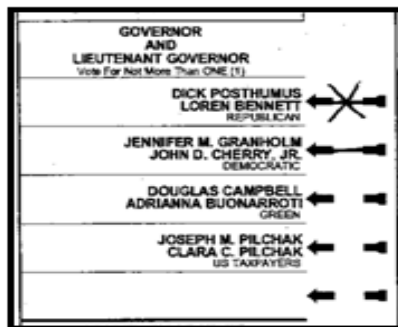 GOVERNOR
AND
LIEUTENANT GOVERNOR
Vote For Not More Than ONE (1)
DICK POSTHUMUS
LOREN BENNETT
REPUBLICAN
JENNIFER M. GRANHOLM
JOHN D. CHERRY, JR.
DEMOCRATIC
DOUGLAS CAMPBELL
ADRIANNA BUONARROTI
GREEN
JOSEPH M. PILCHAK
CLARA C. PILCHAK
US TAXPAYERS